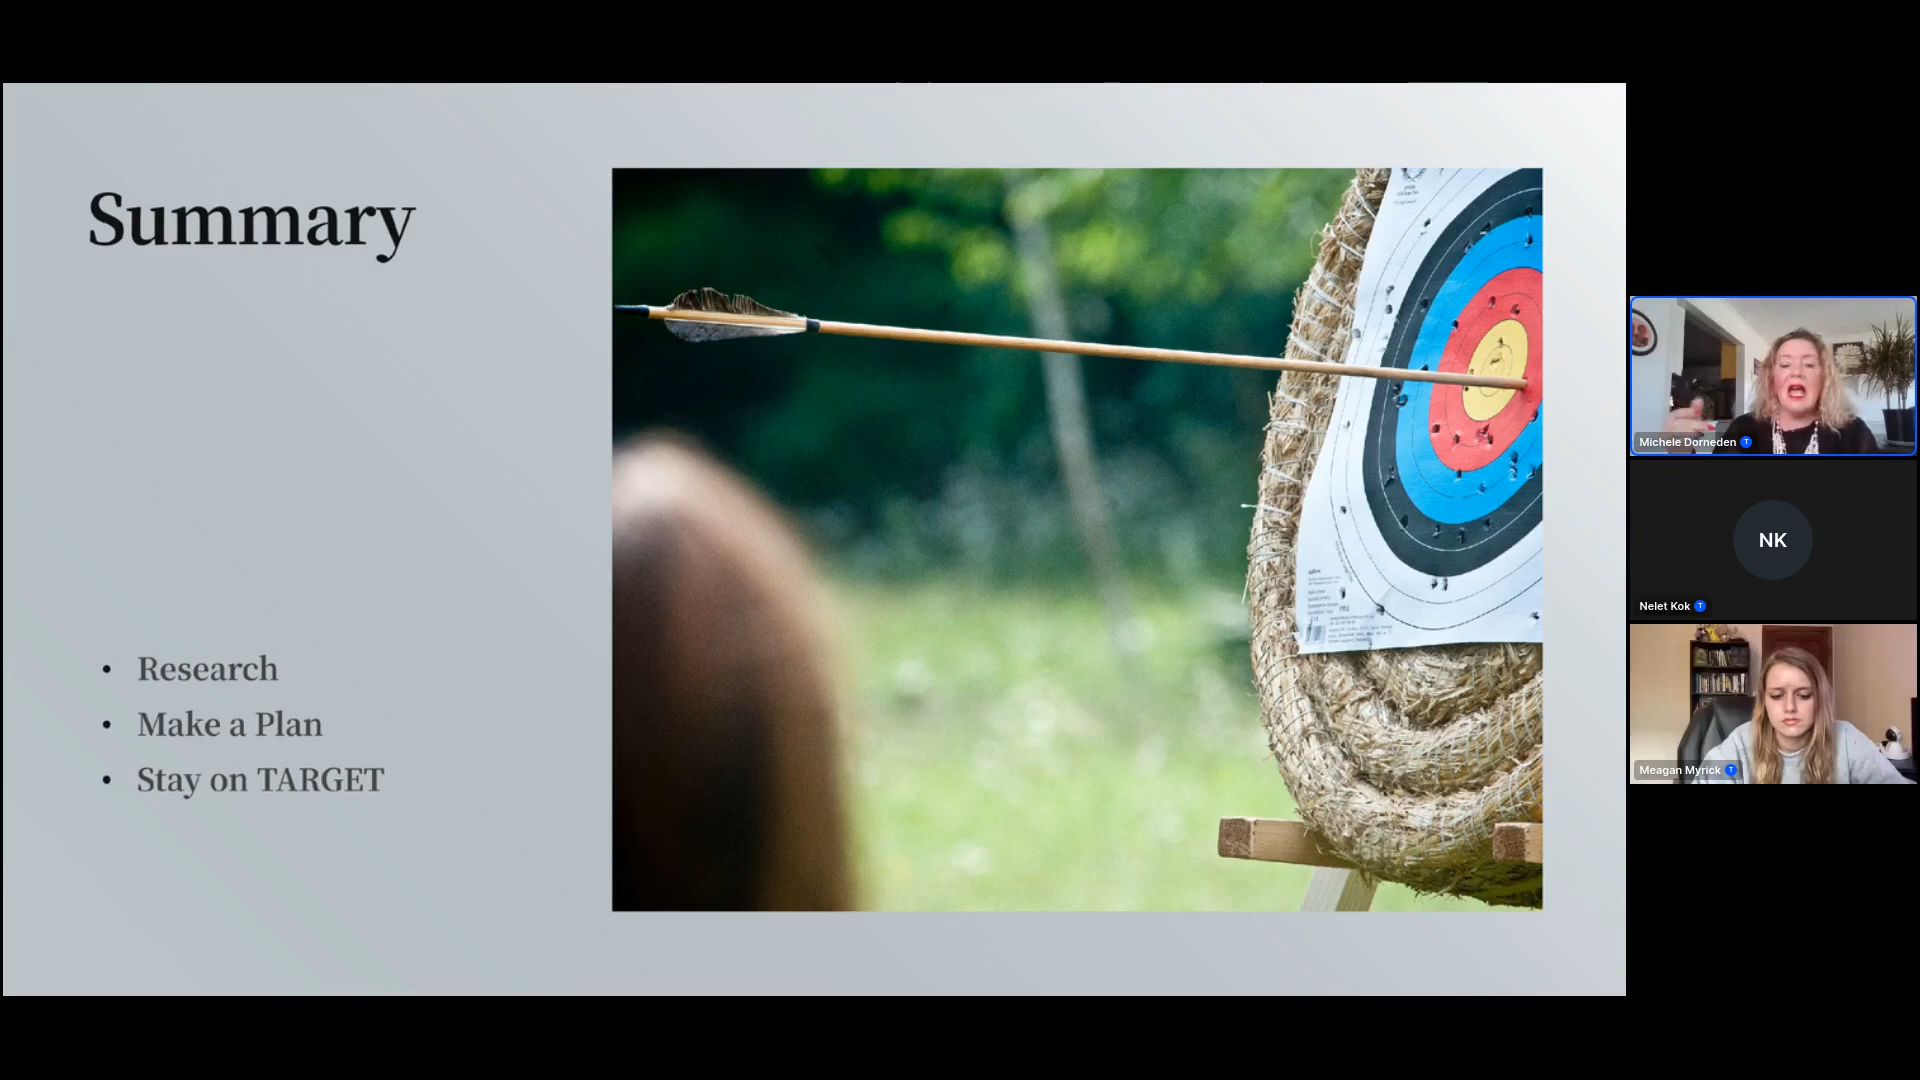 Summary
• Research
• Make a Plan
• Stay on TARGET
Michele Dorneden T
NK
Nelet Kok T
Meagan Myrick T